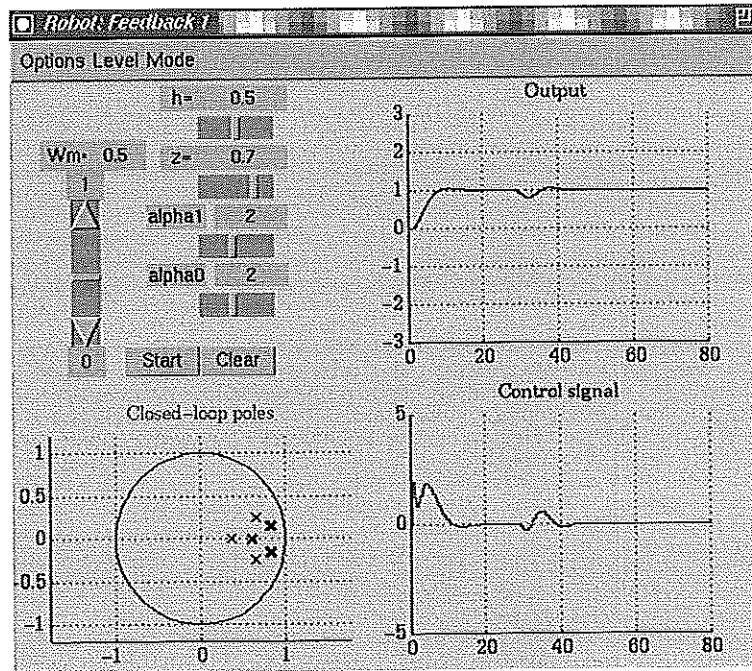 Robot: Feedback 1
Options Level Mode
h= 0.5
Wm= 0.5
z= 0.7
1
alpha1 2
alpha0 2
0
Start
Clear
Output
3
2
1
0
-1
-2
-3
0 20 40 60 80
Closed-loop poles
1
0.5
0
-0.5
-1
-1 0 1
Control signal
5
0
-5
0 20 40 60 80